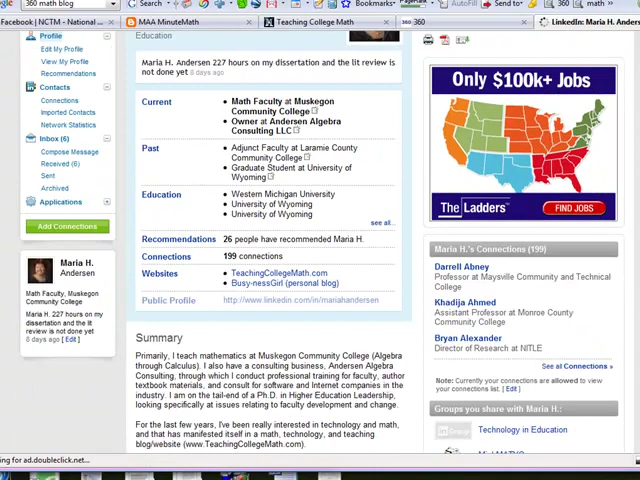 360 math blog
Search
Bookmarks
AutoFill
Send to
360
math
Facebook | NCTM - National ...
MAA MinuteMath
Teaching College Math
360
LinkedIn: Maria H. Anders
Profile
Edit My Profile
View My Profile
Recommendations
Contacts
Connections
Imported Contacts
Network Statistics
Inbox (6)
Compose Message
Received (6)
Sent
Archived
Applications
Add Connections
Maria H.
Andersen
Math Faculty, Muskegon
Community College
Maria H. 227 hours on my
dissertation and the lit review
is not done yet
8 days ago [ Edit ]
Education
Maria H. Andersen 227 hours on my dissertation and the lit review is
not done yet 8 days ago
Current
• Math Faculty at Muskegon
Community College
• Owner at Andersen Algebra
Consulting LLC
Past
• Adjunct Faculty at Laramie County
Community College
• Graduate Student at University of
Wyoming
Education
• Western Michigan University
• University of Wyoming
• University of Wyoming
see all...
Recommendations 26 people have recommended Maria H.
Connections 199 connections
Websites
• TeachingCollegeMath.com
• Busy-nessGirl (personal blog)
Public Profile http://www.linkedin.com/in/mariahandersen
Summary
Primarily, I teach mathematics at Muskegon Community College (Algebra
through Calculus). I also have a consulting business, Andersen Algebra
Consulting, through which I conduct professional training for faculty, author
textbook materials, and consult for software and Internet companies in the
industry. I am on the tail-end of a Ph.D. in Higher Education Leadership,
looking specifically at issues relating to faculty development and change.
For the last few years, I've been really interested in technology and math,
and that has manifested itself in a math, technology, and teaching
blog/website (www.TeachingCollegeMath.com).
Only $100k+ Jobs
The Ladders
FIND JOBS
Maria H.'s Connections (199)
Darrell Abney
Professor at Maysville Community and Technical
College
Khadija Ahmed
Assistant Professor at Monroe County
Community College
Bryan Alexander
Director of Research at NITLE
See all Connections »
Note: Currently your connections are allowed to view
your connections list. [ Edit ]
Groups you share with Maria H.:
Technology in Education
ing for ad.doubleclick.net...